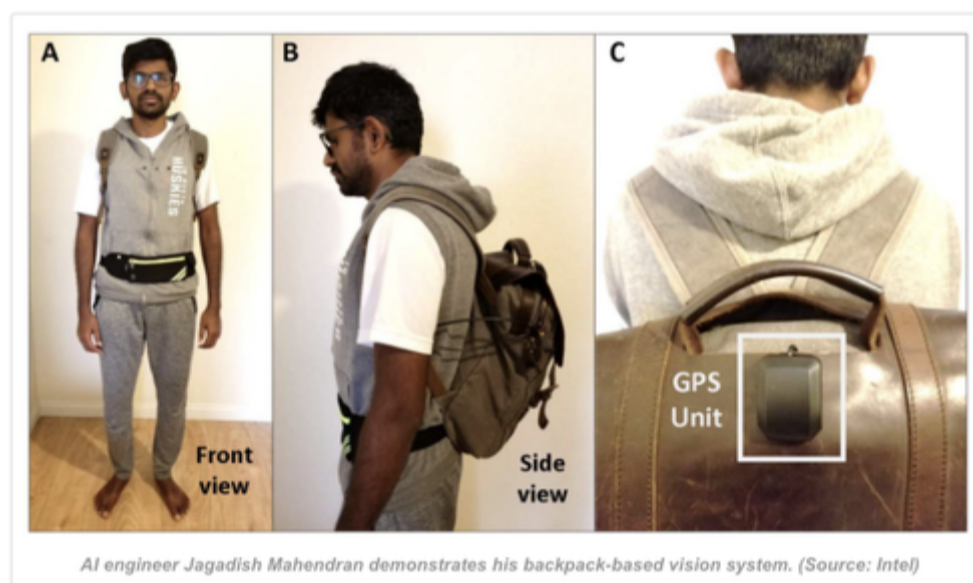 A
B
C
HUSKIES
Front
view
Side
view
GPS
Unit
AI engineer Jagadish Mahendran demonstrates his backpack-based vision system. (Source: Intel)